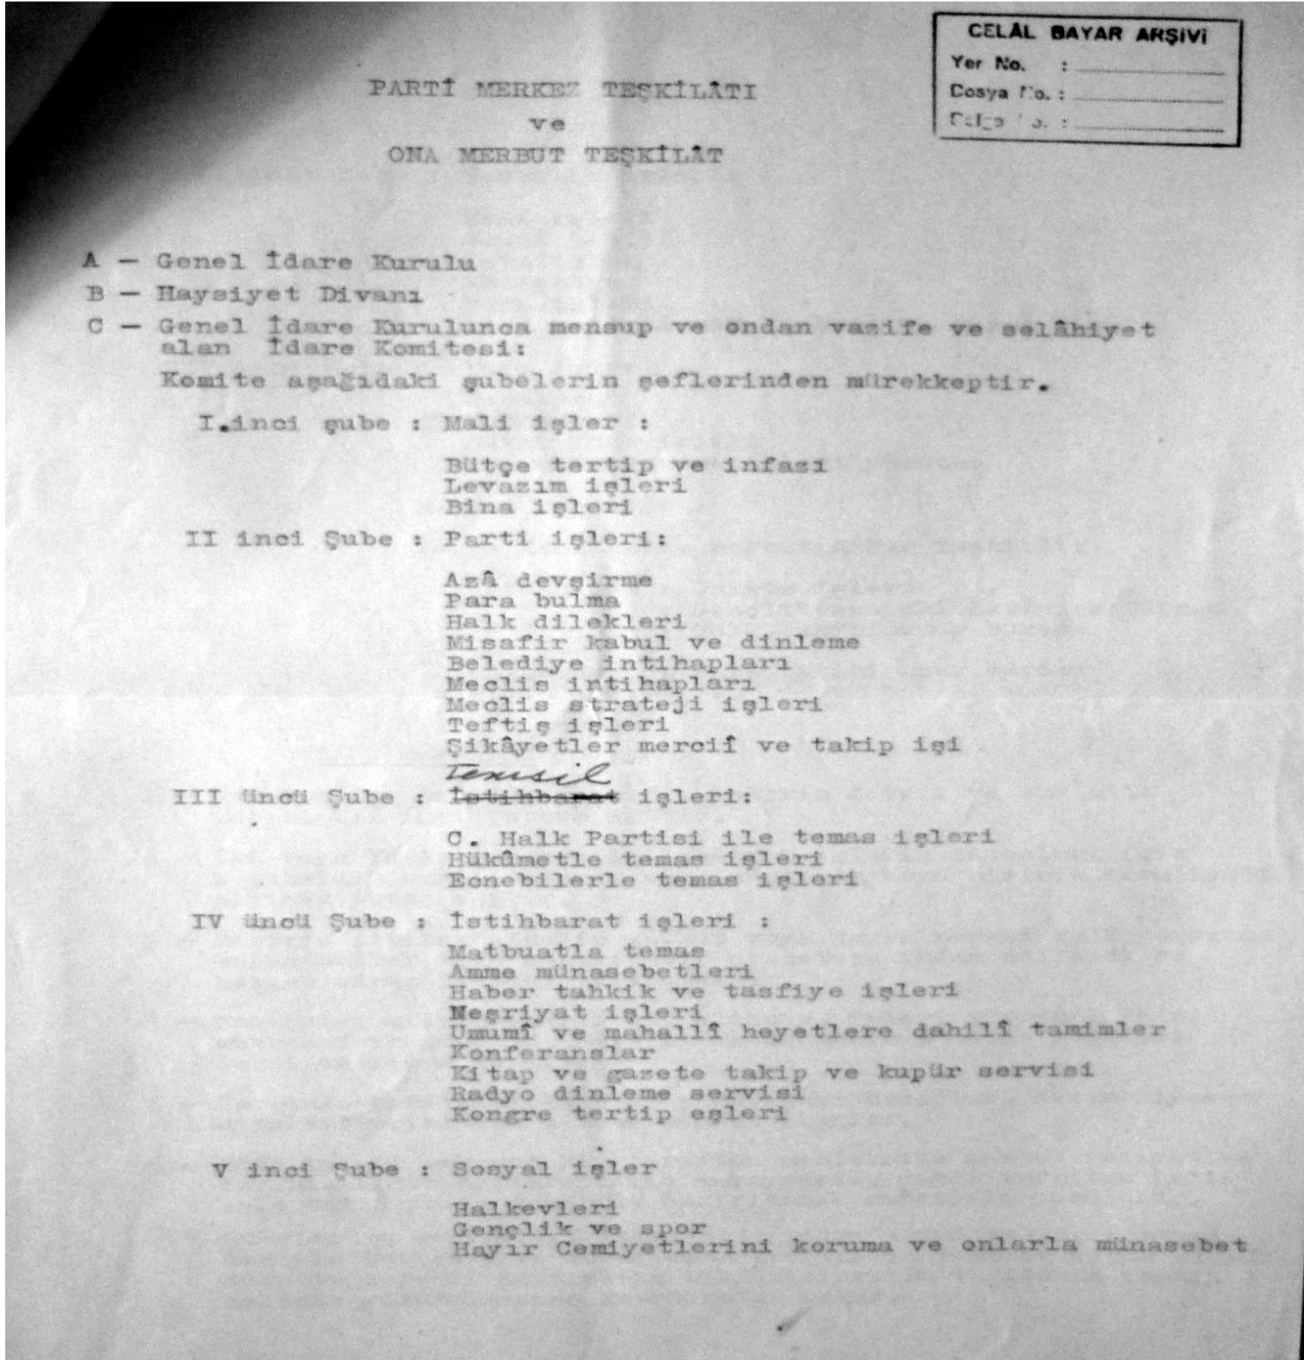 CELÂL BAYAR ARŞİVİ
Yer No. :
Dosya No. :
No. :
PARTÎ MERKEZ TEŞKİLÂTI
ve
ONA MERBUT TEŞKİLÂT
A — Genel İdare Kurulu
B — Haysiyet Divanı
C — Genel İdare Kurulunca mensup ve ondan vazife ve selâhiyet
alan İdare Komitesi:
Komite aşağıdaki şubelerin şeflerinden mürekkeptir.
I.inci şube : Mali işler :
Bütçe tertip ve infazı
Levazım işleri
Bina işleri
II inci Şube : Parti işleri:
Azâ devşirme
Para bulma
Halk dilekleri
Misafir kabul ve dinleme
Belediye intihapları
Meclis intihapları
Meclis strateji işleri
Teftiş işleri
Şikâyetler merciî ve takip işi
Temsil
III üncü Şube : İstihbarat işleri:
C. Halk Partisi ile temas işleri
Hükûmetle temas işleri
Ecnebilerle temas işleri
IV üncü Şube : İstihbarat işleri :
Matbuatla temas
Amme münasebetleri
Haber tahkik ve tasfiye işleri
Neşriyat işleri
Umumî ve mahallî heyetlere dahilî tamimler
Konferanslar
Kitap ve gazete takip ve kupür servisi
Radyo dinleme servisi
Kongre tertip eşleri
V inci Şube : Sosyal işler
Halkevleri
Gençlik ve spor
Hayır Cemiyetlerini koruma ve onlarla münasebet